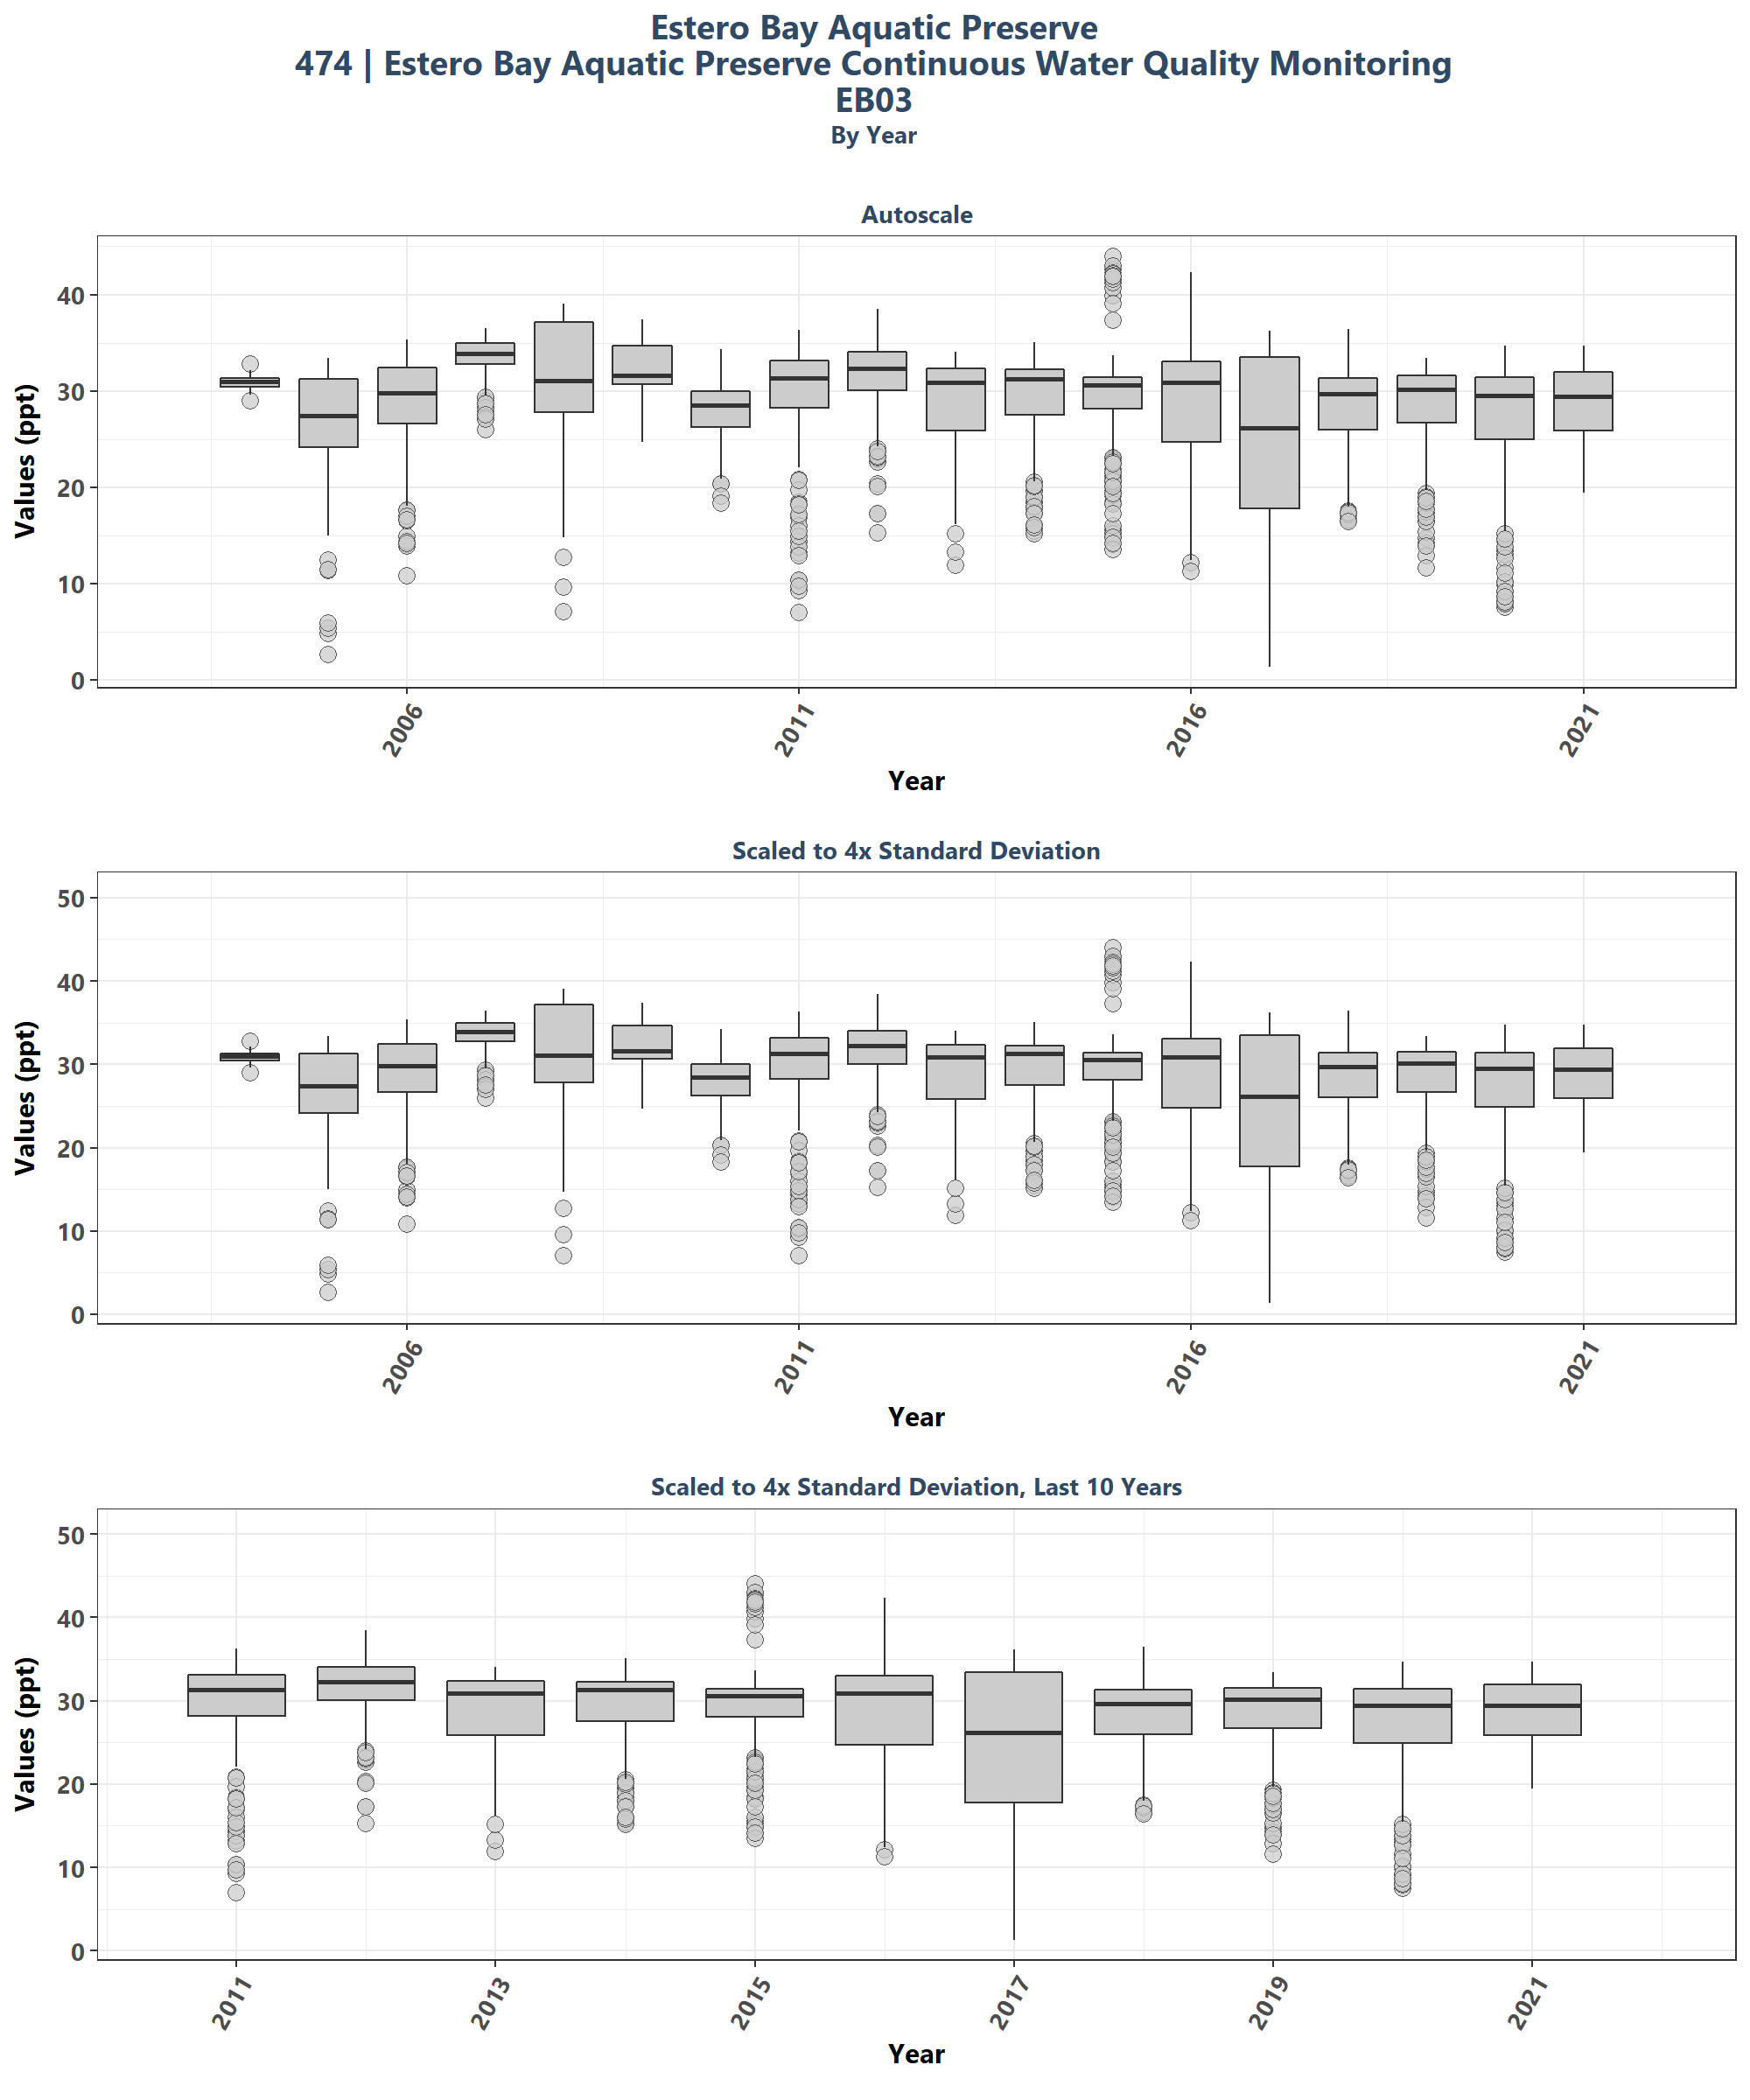 Estero Bay Aquatic Preserve
474 | Estero Bay Aquatic Preserve Continuous Water Quality Monitoring
EB03
By Year
Autoscale
Values (ppt)
40
30
20
10
0
2006 2011 2016 2021
Year
Scaled to 4x Standard Deviation
Values (ppt)
50
40
30
20
10
0
2006 2011 2016 2021
Year
Scaled to 4x Standard Deviation, Last 10 Years
Values (ppt)
50
40
30
20
10
0
2011 2013 2015 2017 2019 2021
Year